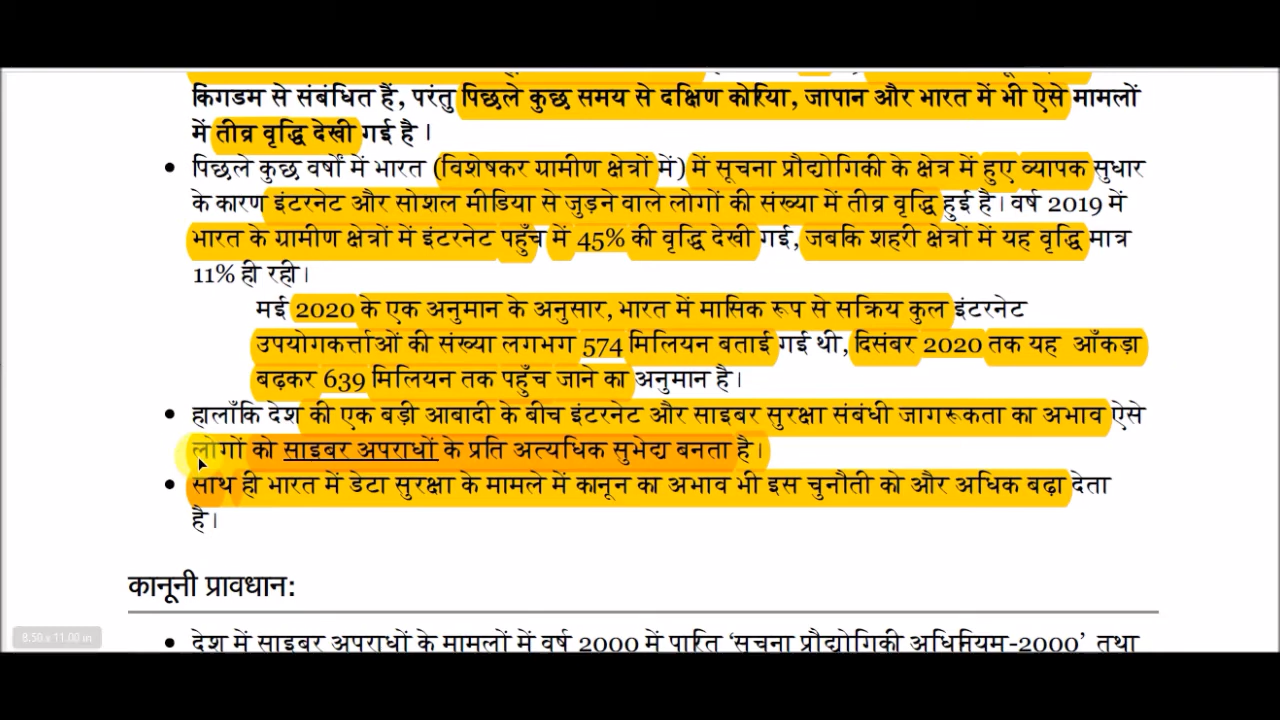 किंगडम से संबंधित हैं, परंतु पिछले कुछ समय से दक्षिण कोरिया, जापान और भारत में भी ऐसे मामलों
में तीव्र वृद्धि देखी गई है।
पिछले कुछ वर्षों में भारत (विशेषकर ग्रामीण क्षेत्रों में) में सूचना प्रौद्योगिकी के क्षेत्र में हुए व्यापक सुधार
के कारण इंटरनेट और सोशल मीडिया से जुड़ने वाले लोगों की संख्या में तीव्र वृद्धि हुई है। वर्ष 2019 में
भारत के ग्रामीण क्षेत्रों में इंटरनेट पहुँच में 45% की वृद्धि देखी गई, जबकि शहरी क्षेत्रों में यह वृद्धि मात्र
11% ही रही।
मई 2020 के एक अनुमान के अनुसार, भारत में मासिक रूप से सक्रिय कुल इंटरनेट
उपयोगकर्त्ताओं की संख्या लगभग 574 मिलियन बताई गई थी, दिसंबर 2020 तक यह आँकड़ा
बढ़कर 639 मिलियन तक पहुँच जाने का अनुमान है।
हालाँकि देश की एक बड़ी आबादी के बीच इंटरनेट और साइबर सुरक्षा संबंधी जागरूकता का अभाव ऐसे
लोगों को साइबर अपराधों के प्रति अत्यधिक सुभेद्य बनता है।
साथ ही भारत में डेटा सुरक्षा के मामले में कानून का अभाव भी इस चुनौती को और अधिक बढ़ा देता
है।
कानूनी प्रावधान:
देश में साइबर अपराधों के मामलों में वर्ष 2000 में पारित ‘सूचना प्रौद्योगिकी अधिनियम-2000’ तथा
8.50 x 11.00 in